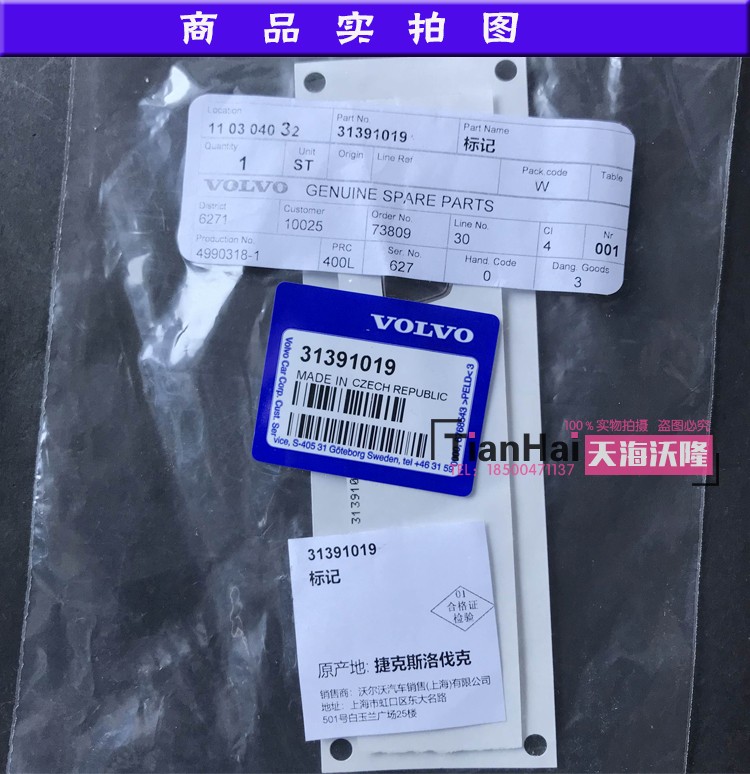 商品实拍图
Location
11 03 040 32
Part No
31391019
Part Name
标记
Quantity
1
Unit
ST
Origin
Line Ref
Pack.code
W
Table
VOLVO GENUINE SPARE PARTS
District
6271
Customer
10025
Order No.
73809
Line No.
30
CI
4
Nr
001
Production No.
4990318-1
PRC
400L
Ser. No.
627
Hand. Code
0
Dang. Goods
3
VOLVO
31391019
MADE IN CZECH REPUBLIC
Volvo Car Corp. Cust. Service, S-405 31 Göteborg Sweden, tel +46 31 59
68543 >PELD< 3
100%实物拍摄 盗图必究
TianHai 天海沃隆
TEL: 18500471137
313910
31391019
标记
01
合格证
检验
原产地: 捷克斯洛伐克
销售商: 沃尔沃汽车销售(上海)有限公司
地址: 上海市虹口区东大名路
501号白玉兰广场25楼